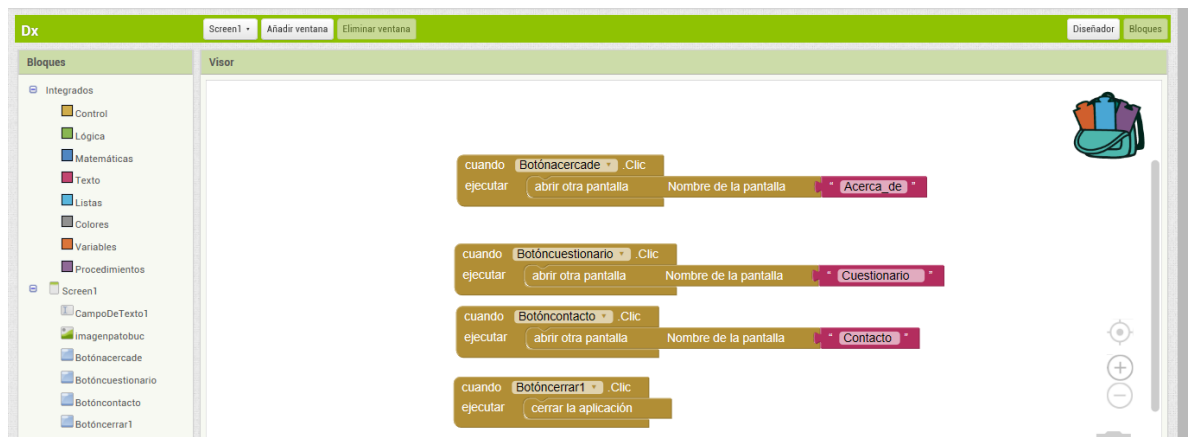 Dx
Screen1 Añadir ventana Eliminar ventana
Diseñador Bloques
Bloques
Visor
Integrados
Control
Lógica
Matemáticas
Texto
Listas
Colores
Variables
Procedimientos
Screen1
CampoDeTexto1
imagenpatobuc
Botónacercade
Botóncuestionario
Botóncontacto
Botóncerrar1
cuando Botónacercade .Clic
ejecutar abrir otra pantalla Nombre de la pantalla " Acerca_de "
cuando Botóncuestionario .Clic
ejecutar abrir otra pantalla Nombre de la pantalla " Cuestionario "
cuando Botóncontacto .Clic
ejecutar abrir otra pantalla Nombre de la pantalla " Contacto "
cuando Botóncerrar1 .Clic
ejecutar cerrar la aplicación